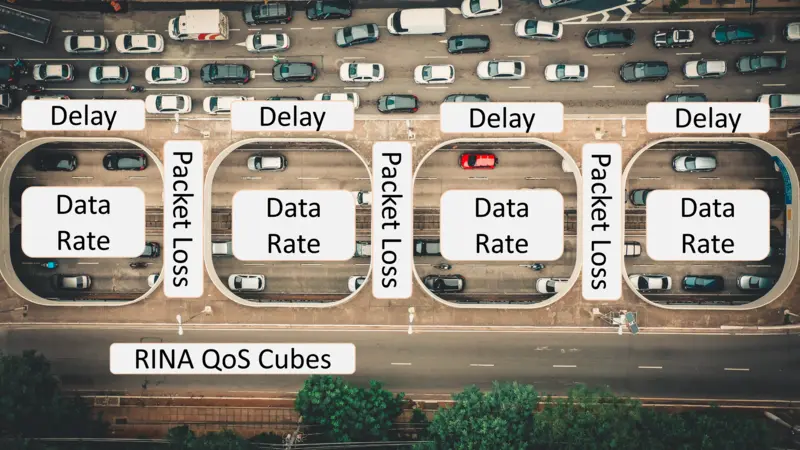 Delay
Delay
Delay
Delay
Data
Rate
Packet Loss
Data
Rate
Packet Loss
Data
Rate
Packet Loss
Data
Rate
RINA QoS Cubes